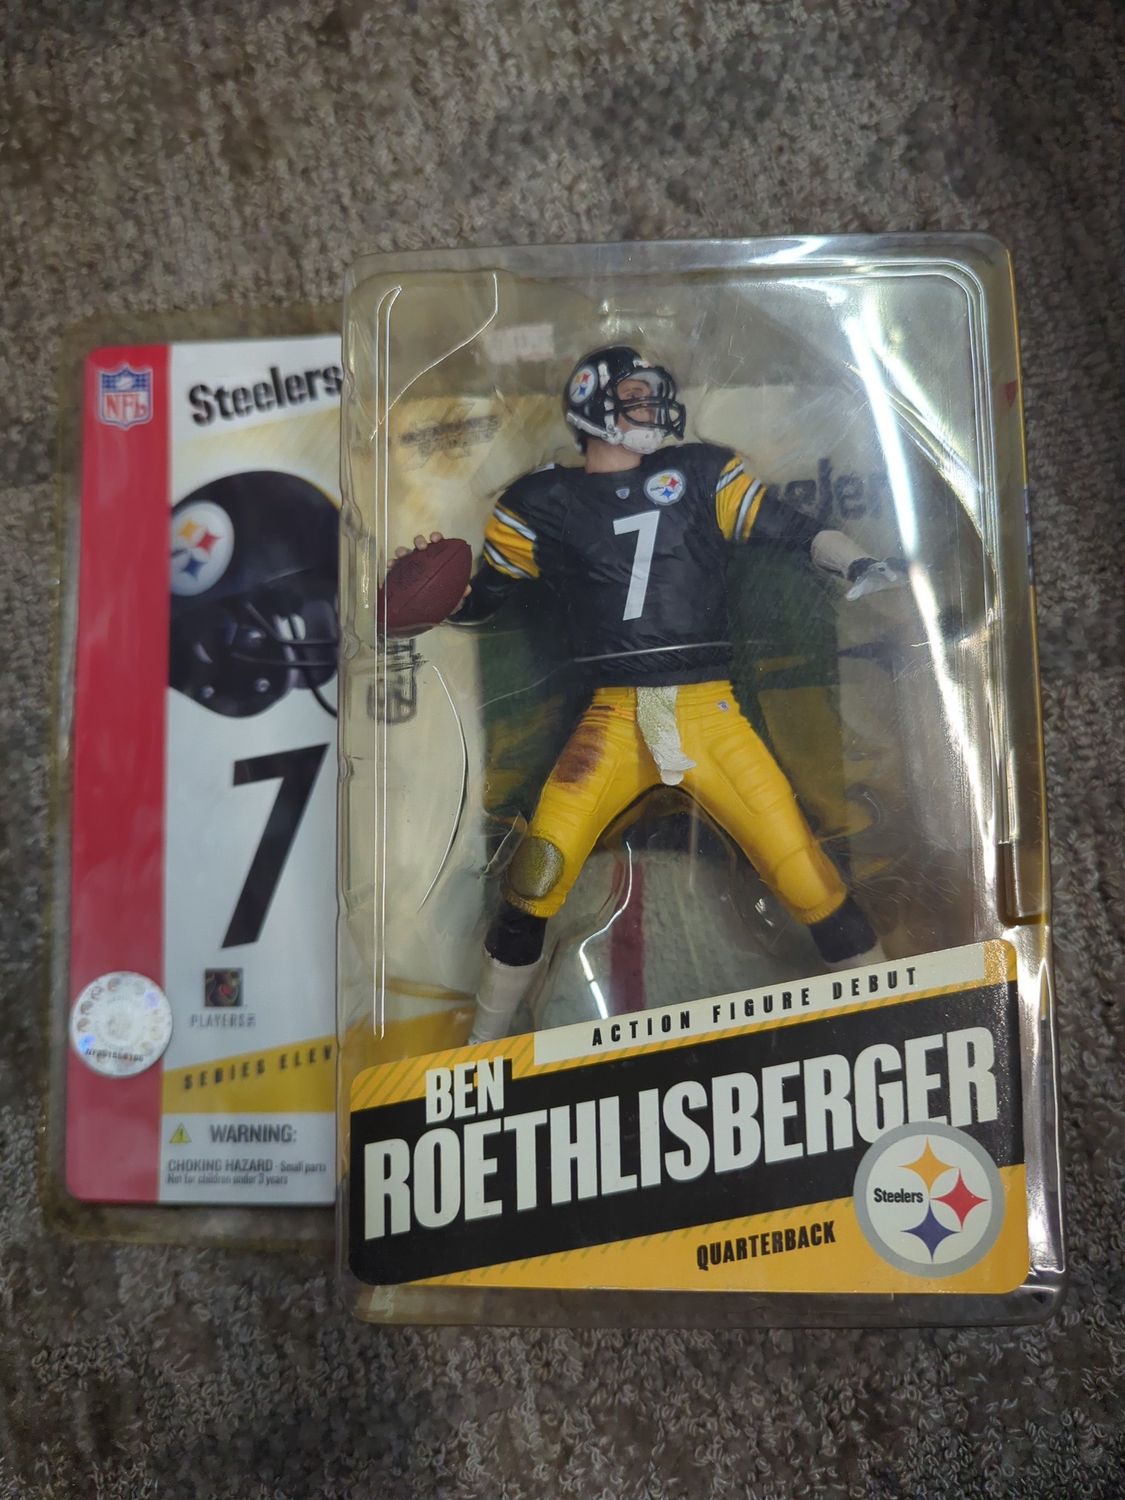 NFL
Steelers
7
PLAYERS
SERIES ELEV
WARNING:
CHOKING HAZARD - Small parts
Not for children under 3 years
7
ACTION FIGURE DEBUT
BEN
ROETHLISBERGER
Steelers
QUARTERBACK